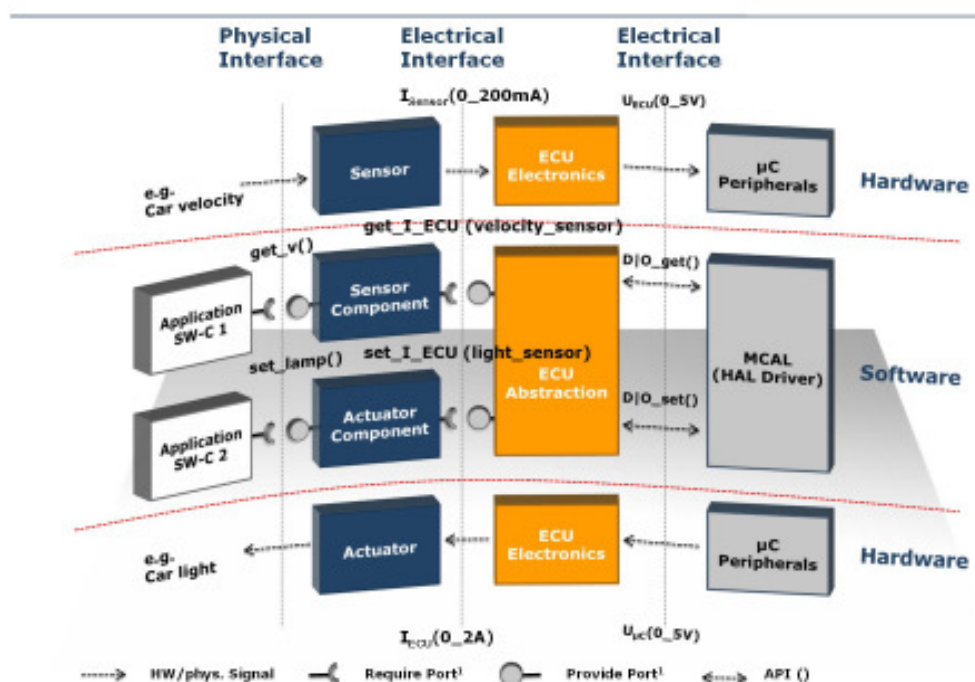 Physical Interface
Electrical Interface
Electrical Interface
I_Sensor(0_200mA)
U_ECU(0_5V)
e.g.
Car velocity
Sensor
ECU
Electronics
µC
Peripherals
Hardware
get_v()
get_I_ECU (velocity_sensor)
D|O_get()
Application
SW-C 1
Sensor
Component
set_lamp()
set_I_ECU (light_sensor)
ECU
Abstraction
MCAL
(HAL Driver)
Software
D|O_set()
Application
SW-C 2
Actuator
Component
e.g.
Car light
Actuator
ECU
Electronics
µC
Peripherals
Hardware
I_ECU(0_2A)
U_µC(0_5V)
HW/phys. Signal
Require Port¹
Provide Port¹
API ()